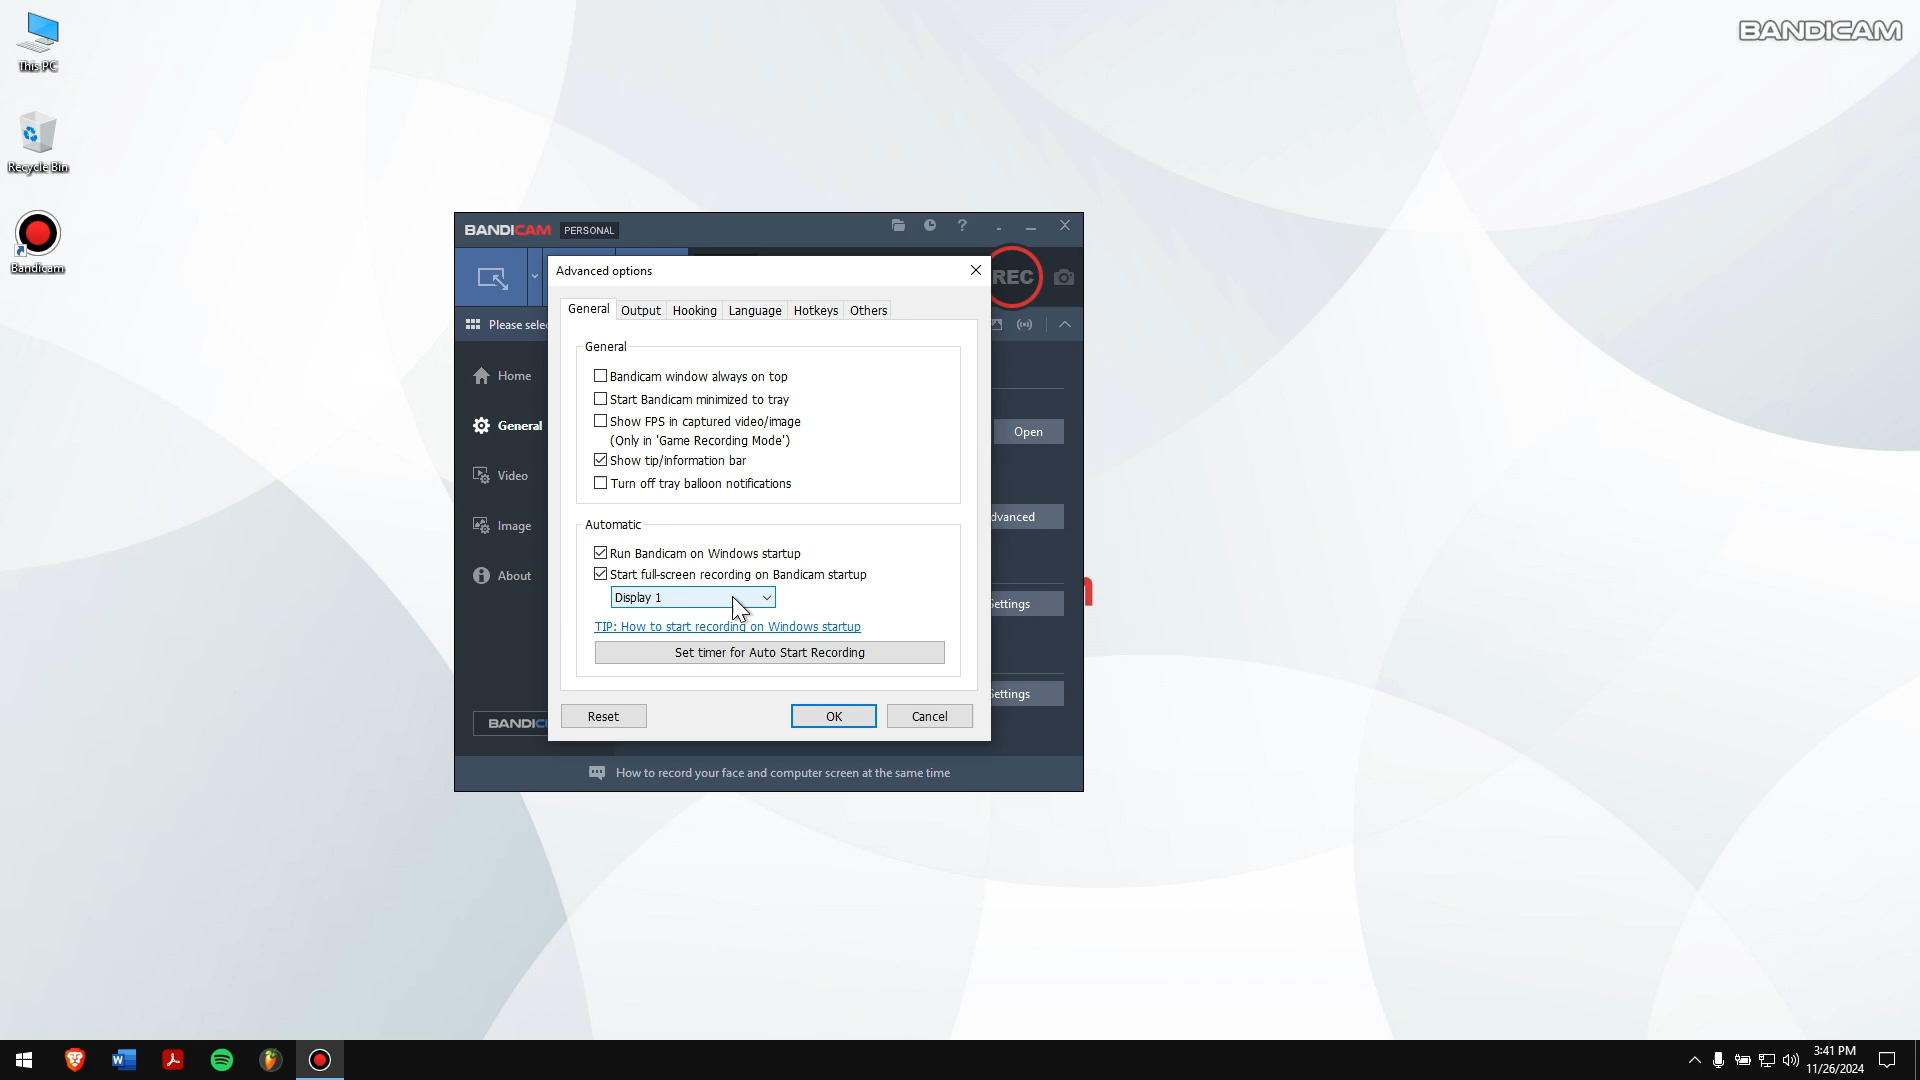 This PC
Recycle Bin
Bandicam
BANDICAM
BANDICAM PERSONAL
REC
Please sele
Home
General
Video
Image
About
BANDIC
Open
dvanced
Settings
Settings
Advanced options
General Output Hooking Language Hotkeys Others
General
Bandicam window always on top
Start Bandicam minimized to tray
Show FPS in captured video/image
(Only in 'Game Recording Mode')
Show tip/information bar
Turn off tray balloon notifications
Automatic
Run Bandicam on Windows startup
Start full-screen recording on Bandicam startup
Display 1
TIP: How to start recording on Windows startup
Set timer for Auto Start Recording
Reset OK Cancel
How to record your face and computer screen at the same time
3:41 PM
11/26/2024